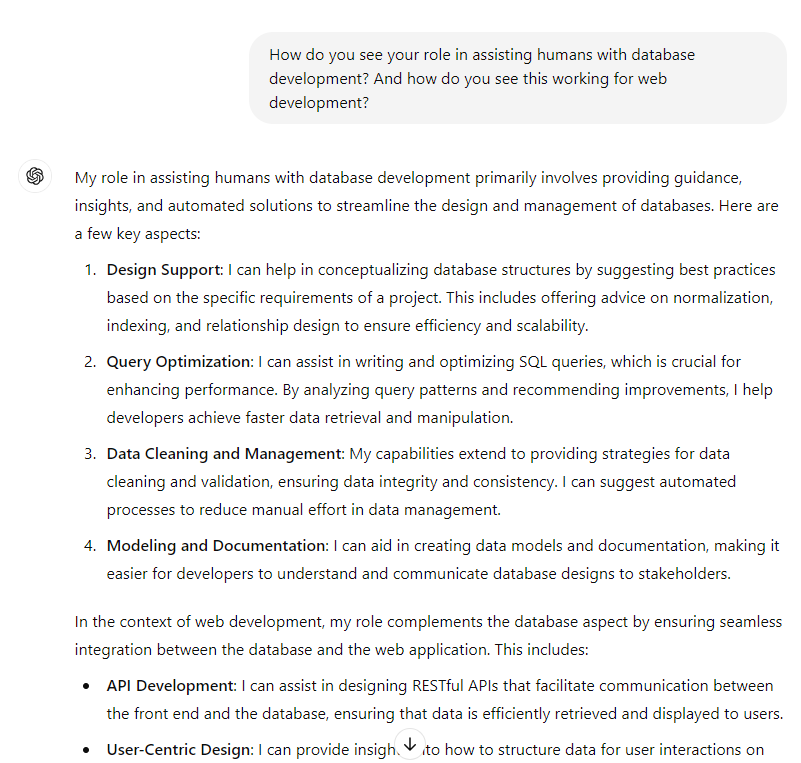 How do you see your role in assisting humans with database
development? And how do you see this working for web
development?
My role in assisting humans with database development primarily involves providing guidance,
insights, and automated solutions to streamline the design and management of databases. Here are
a few key aspects:
1. Design Support: I can help in conceptualizing database structures by suggesting best practices
based on the specific requirements of a project. This includes offering advice on normalization,
indexing, and relationship design to ensure efficiency and scalability.
2. Query Optimization: I can assist in writing and optimizing SQL queries, which is crucial for
enhancing performance. By analyzing query patterns and recommending improvements, I help
developers achieve faster data retrieval and manipulation.
3. Data Cleaning and Management: My capabilities extend to providing strategies for data
cleaning and validation, ensuring data integrity and consistency. I can suggest automated
processes to reduce manual effort in data management.
4. Modeling and Documentation: I can aid in creating data models and documentation, making it
easier for developers to understand and communicate database designs to stakeholders.
In the context of web development, my role complements the database aspect by ensuring seamless
integration between the database and the web application. This includes:
• API Development: I can assist in designing RESTful APIs that facilitate communication between
the front end and the database, ensuring that data is efficiently retrieved and displayed to users.
• User-Centric Design: I can provide how to structure data for user interactions on